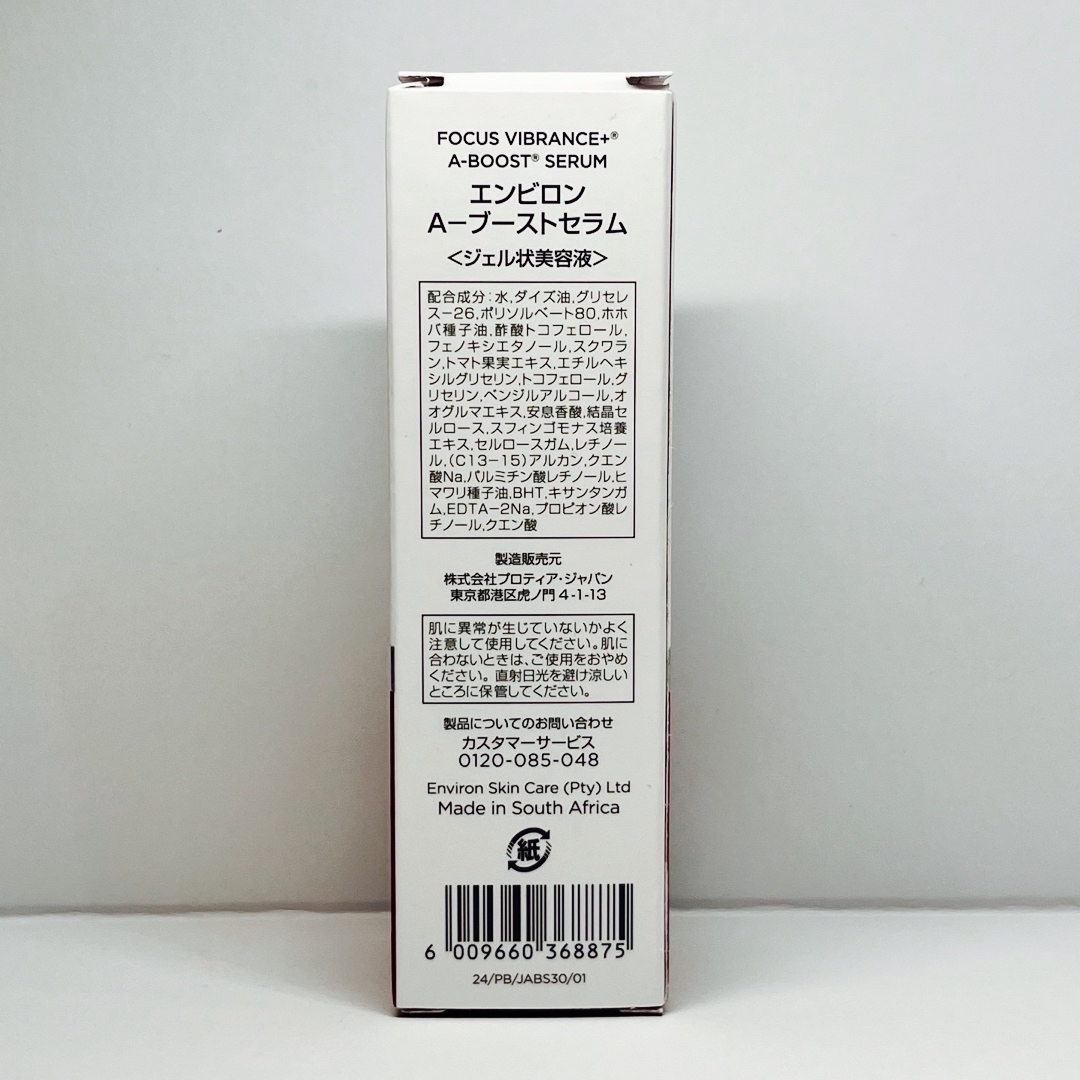 FOCUS VIBRANCE+®
A-BOOST® SERUM
エンビロン
A−ブーストセラム
＜ジェル状美容液＞
配合成分：水,ダイズ油,グリセレ
ス−26,ポリソルベート80,ホホ
バ種子油,酢酸トコフェロール,
フェノキシエタノール,スクワラ
ン,トマト果実エキス,エチルヘキ
シルグリセリン,トコフェロール,グ
リセリン,ベンジルアルコール,オ
オグルマエキス,安息香酸,結晶セ
ルロース,スフィンゴモナス培養
エキス,セルロースガム,レチノー
ル,(C13−15)アルカン,クエン
酸Na,パルミチン酸レチノール,ヒ
マワリ種子油,BHT,キサンタンガ
ム,EDTA−2Na,プロピオン酸レ
チノール,クエン酸
製造販売元
株式会社プロティア・ジャパン
東京都港区虎ノ門 4-1-13
肌に異常が生じていないかよく
注意して使用してください。肌に
合わないときは、ご使用をおやめ
ください。直射日光を避け涼しい
ところに保管してください。
製品についてのお問い合わせ
カスタマーサービス
0120-085-048
Environ Skin Care (Pty) Ltd
Made in South Africa
紙
6 009660 368875
24/PB/JABS30/01